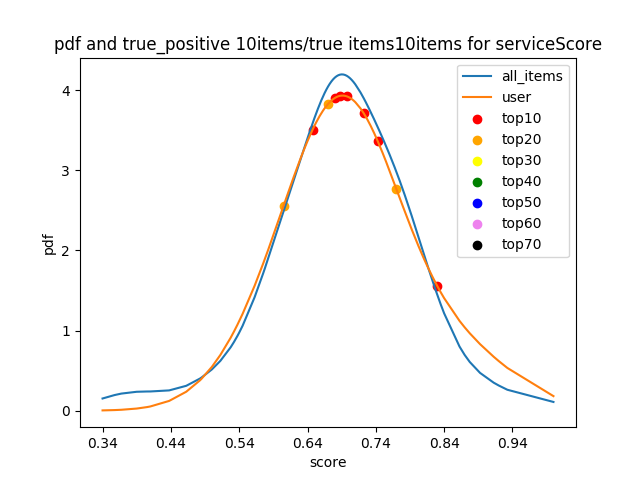 pdf and true_positive 10items/true items10items for serviceScore
all_items
user
top10
top20
top30
top40
top50
top60
top70
pdf
4
3
2
1
0
0.34 0.44 0.54 0.64 0.74 0.84 0.94
score